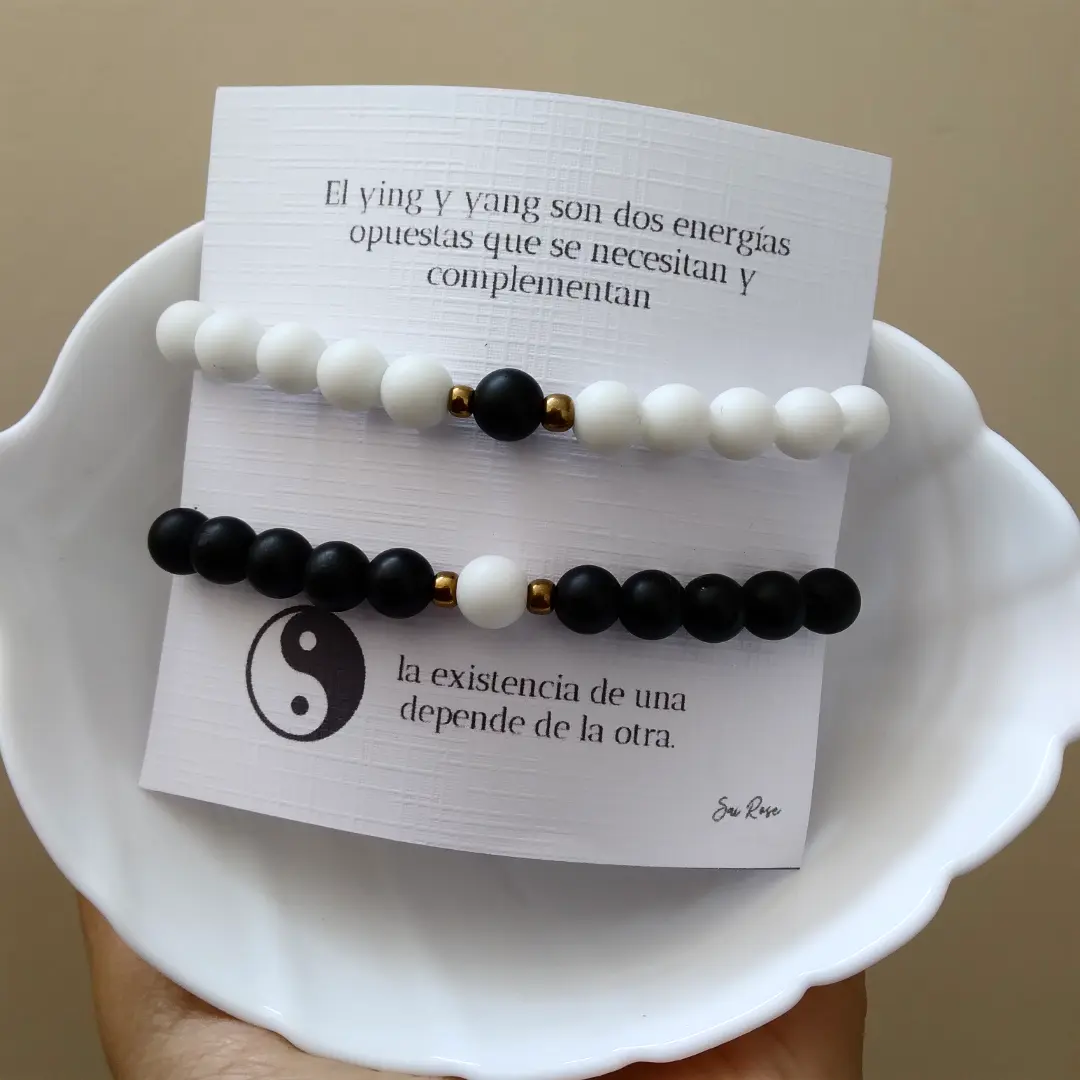 El ying y yang son dos energías
opuestas que se necesitan y
complementan
la existencia de una
depende de la otra.
Sai Rose